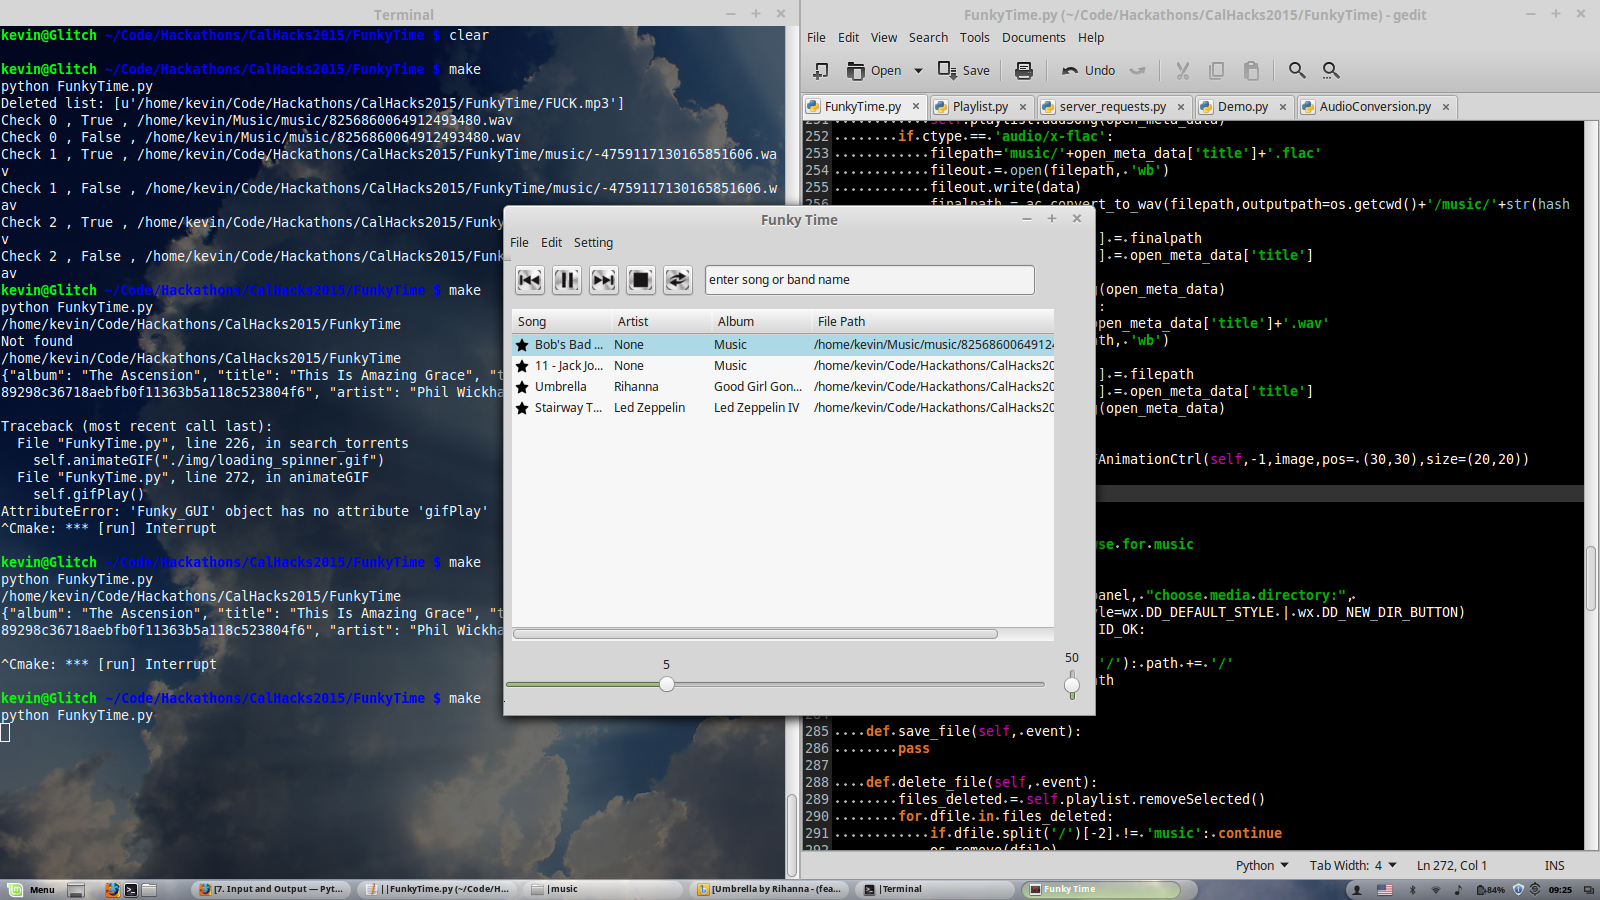 Terminal
kevin@Glitch ~/Code/Hackathons/CalHacks2015/FunkyTime $ clear
kevin@Glitch ~/Code/Hackathons/CalHacks2015/FunkyTime $ make
python FunkyTime.py
Deleted list: [u'/home/kevin/Code/Hackathons/CalHacks2015/FunkyTime/FUCK.mp3']
Check 0 , True , /home/kevin/Music/music/8256860064912493480.wav
Check 0 , False , /home/kevin/Music/music/8256860064912493480.wav
Check 1 , True , /home/kevin/Code/Hackathons/CalHacks2015/FunkyTime/music/-4759117130165851606.wa
v
Check 1 , False , /home/kevin/Code/Hackathons/CalHacks2015/FunkyTime/music/-4759117130165851606.w
av
Check 2 , True , /home/kevin/Code/Hackathons/CalHacks2015/Funky
v
Check 2 , False , /home/kevin/Code/Hackathons/CalHacks2015/Funk
av
kevin@Glitch ~/Code/Hackathons/CalHacks2015/FunkyTime $ make
python FunkyTime.py
/home/kevin/Code/Hackathons/CalHacks2015/FunkyTime
Not found
/home/kevin/Code/Hackathons/CalHacks2015/FunkyTime
{"album": "The Ascension", "title": "This Is Amazing Grace", "t
89298c36718aebfb0f11363b5a118c523804f6", "artist": "Phil Wickha
Traceback (most recent call last):
File "FunkyTime.py", line 226, in search_torrents
self.animateGIF("./img/loading_spinner.gif")
File "FunkyTime.py", line 272, in animateGIF
self.gifPlay()
AttributeError: 'Funky_GUI' object has no attribute 'gifPlay'
^Cmake: *** [run] Interrupt
kevin@Glitch ~/Code/Hackathons/CalHacks2015/FunkyTime $ make
python FunkyTime.py
/home/kevin/Code/Hackathons/CalHacks2015/FunkyTime
{"album": "The Ascension", "title": "This Is Amazing Grace", "t
89298c36718aebfb0f11363b5a118c523804f6", "artist": "Phil Wickha
^Cmake: *** [run] Interrupt
kevin@Glitch ~/Code/Hackathons/CalHacks2015/FunkyTime $ make
python FunkyTime.py
Funky Time
File Edit Setting
enter song or band name
Song Artist Album File Path
Bob's Bad ... None Music /home/kevin/Music/music/82568600649124
11 - Jack Jo... None Music /home/kevin/Code/Hackathons/CalHacks20
Umbrella Rihanna Good Girl Gon... /home/kevin/Code/Hackathons/CalHacks20
Stairway T... Led Zeppelin Led Zeppelin IV /home/kevin/Code/Hackathons/CalHacks20
5
50
FunkyTime.py (~/Code/Hackathons/CalHacks2015/FunkyTime) - gedit
File Edit View Search Tools Documents Help
Open Save Undo
FunkyTime.py Playlist.py server_requests.py Demo.py AudioConversion.py
251 self.playlist.addSong(open_meta_data)
252 if ctype == 'audio/x-flac':
253 filepath='music/'+open_meta_data['title']+'.flac'
254 fileout = open(filepath, 'wb')
255 fileout.write(data)
256 finalpath = ac.convert_to_wav(filepath,outputpath=os.getcwd()+'/music/'+str(hash
] = finalpath
] = open_meta_data['title']
(open_meta_data)
:
pen_meta_data['title']+'.wav'
th, 'wb')
] = filepath
] = open_meta_data['title']
(open_meta_data)
AnimationCtrl(self,-1,image,pos= (30,30),size=(20,20))
se for music
panel, "choose media directory:",
le=wx.DD_DEFAULT_STYLE | wx.DD_NEW_DIR_BUTTON)
ID_OK:
'/'): path += '/'
th
285 def save_file(self, event):
286 pass
287
288 def delete_file(self, event):
289 files_deleted = self.playlist.removeSelected()
290 for dfile in files_deleted:
291 if dfile.split('/')[-2] != 'music': continue
292 os.remove(dfile)
Python Tab Width: 4 Ln 272, Col 1 INS
Menu [7. Input and Output — Pyt... ||FunkyTime.py (~/Code/H... |music [Umbrella by Rihanna - (fea... |Terminal Funky Time 84% 09:25